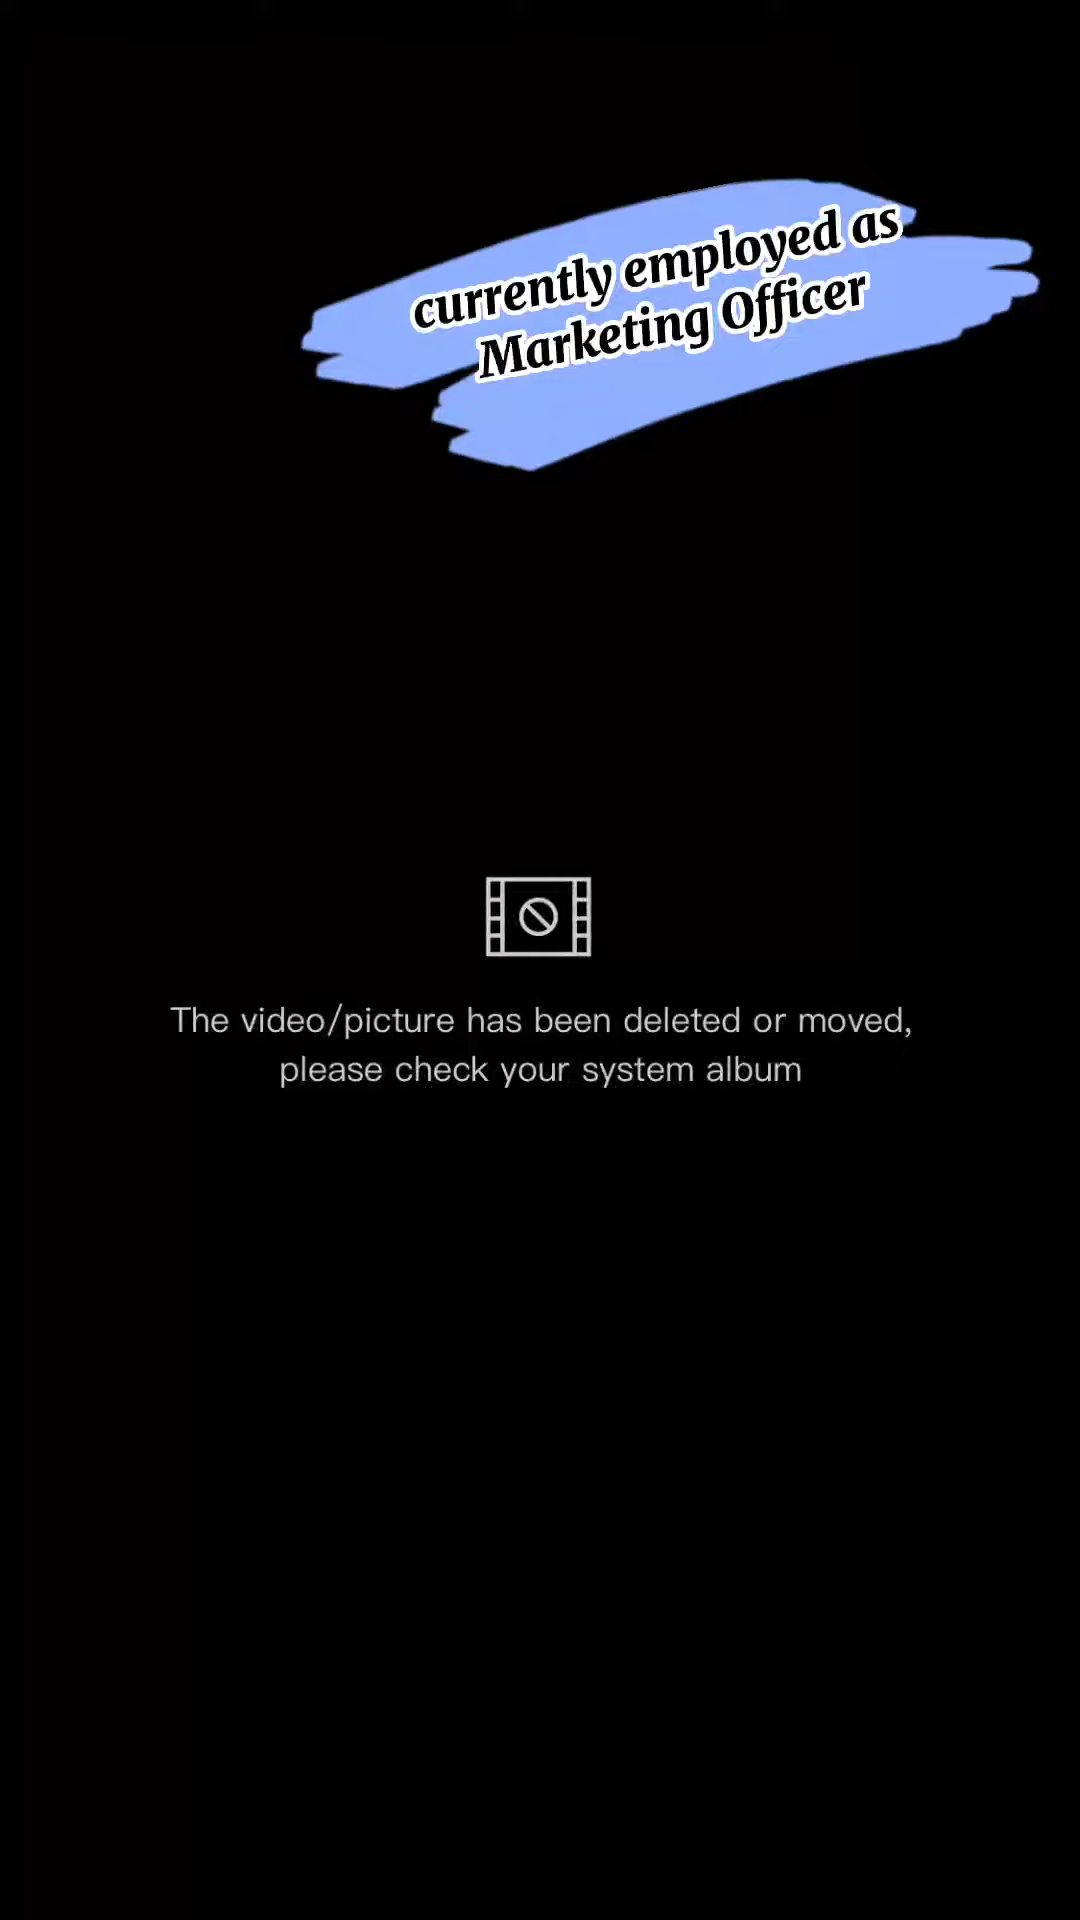 currently employed as
Marketing Officer
The video/picture has been deleted or moved,
please check your system album